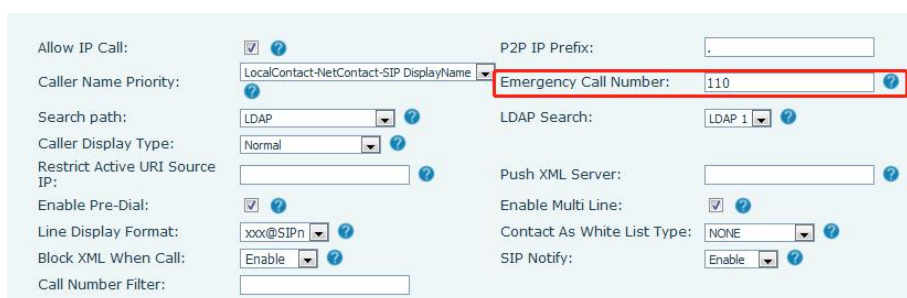 Allow IP Call: P2P IP Prefix: .
Caller Name Priority: LocalContact-NetContact-SIP DisplayName Emergency Call Number: 110
Search path: LDAP LDAP Search: LDAP 1
Caller Display Type: Normal
Restrict Active URI Source
IP: Push XML Server:
Enable Pre-Dial: Enable Multi Line:
Line Display Format: xxx@SIPn Contact As White List Type: NONE
Block XML When Call: Enable SIP Notify: Enable
Call Number Filter: